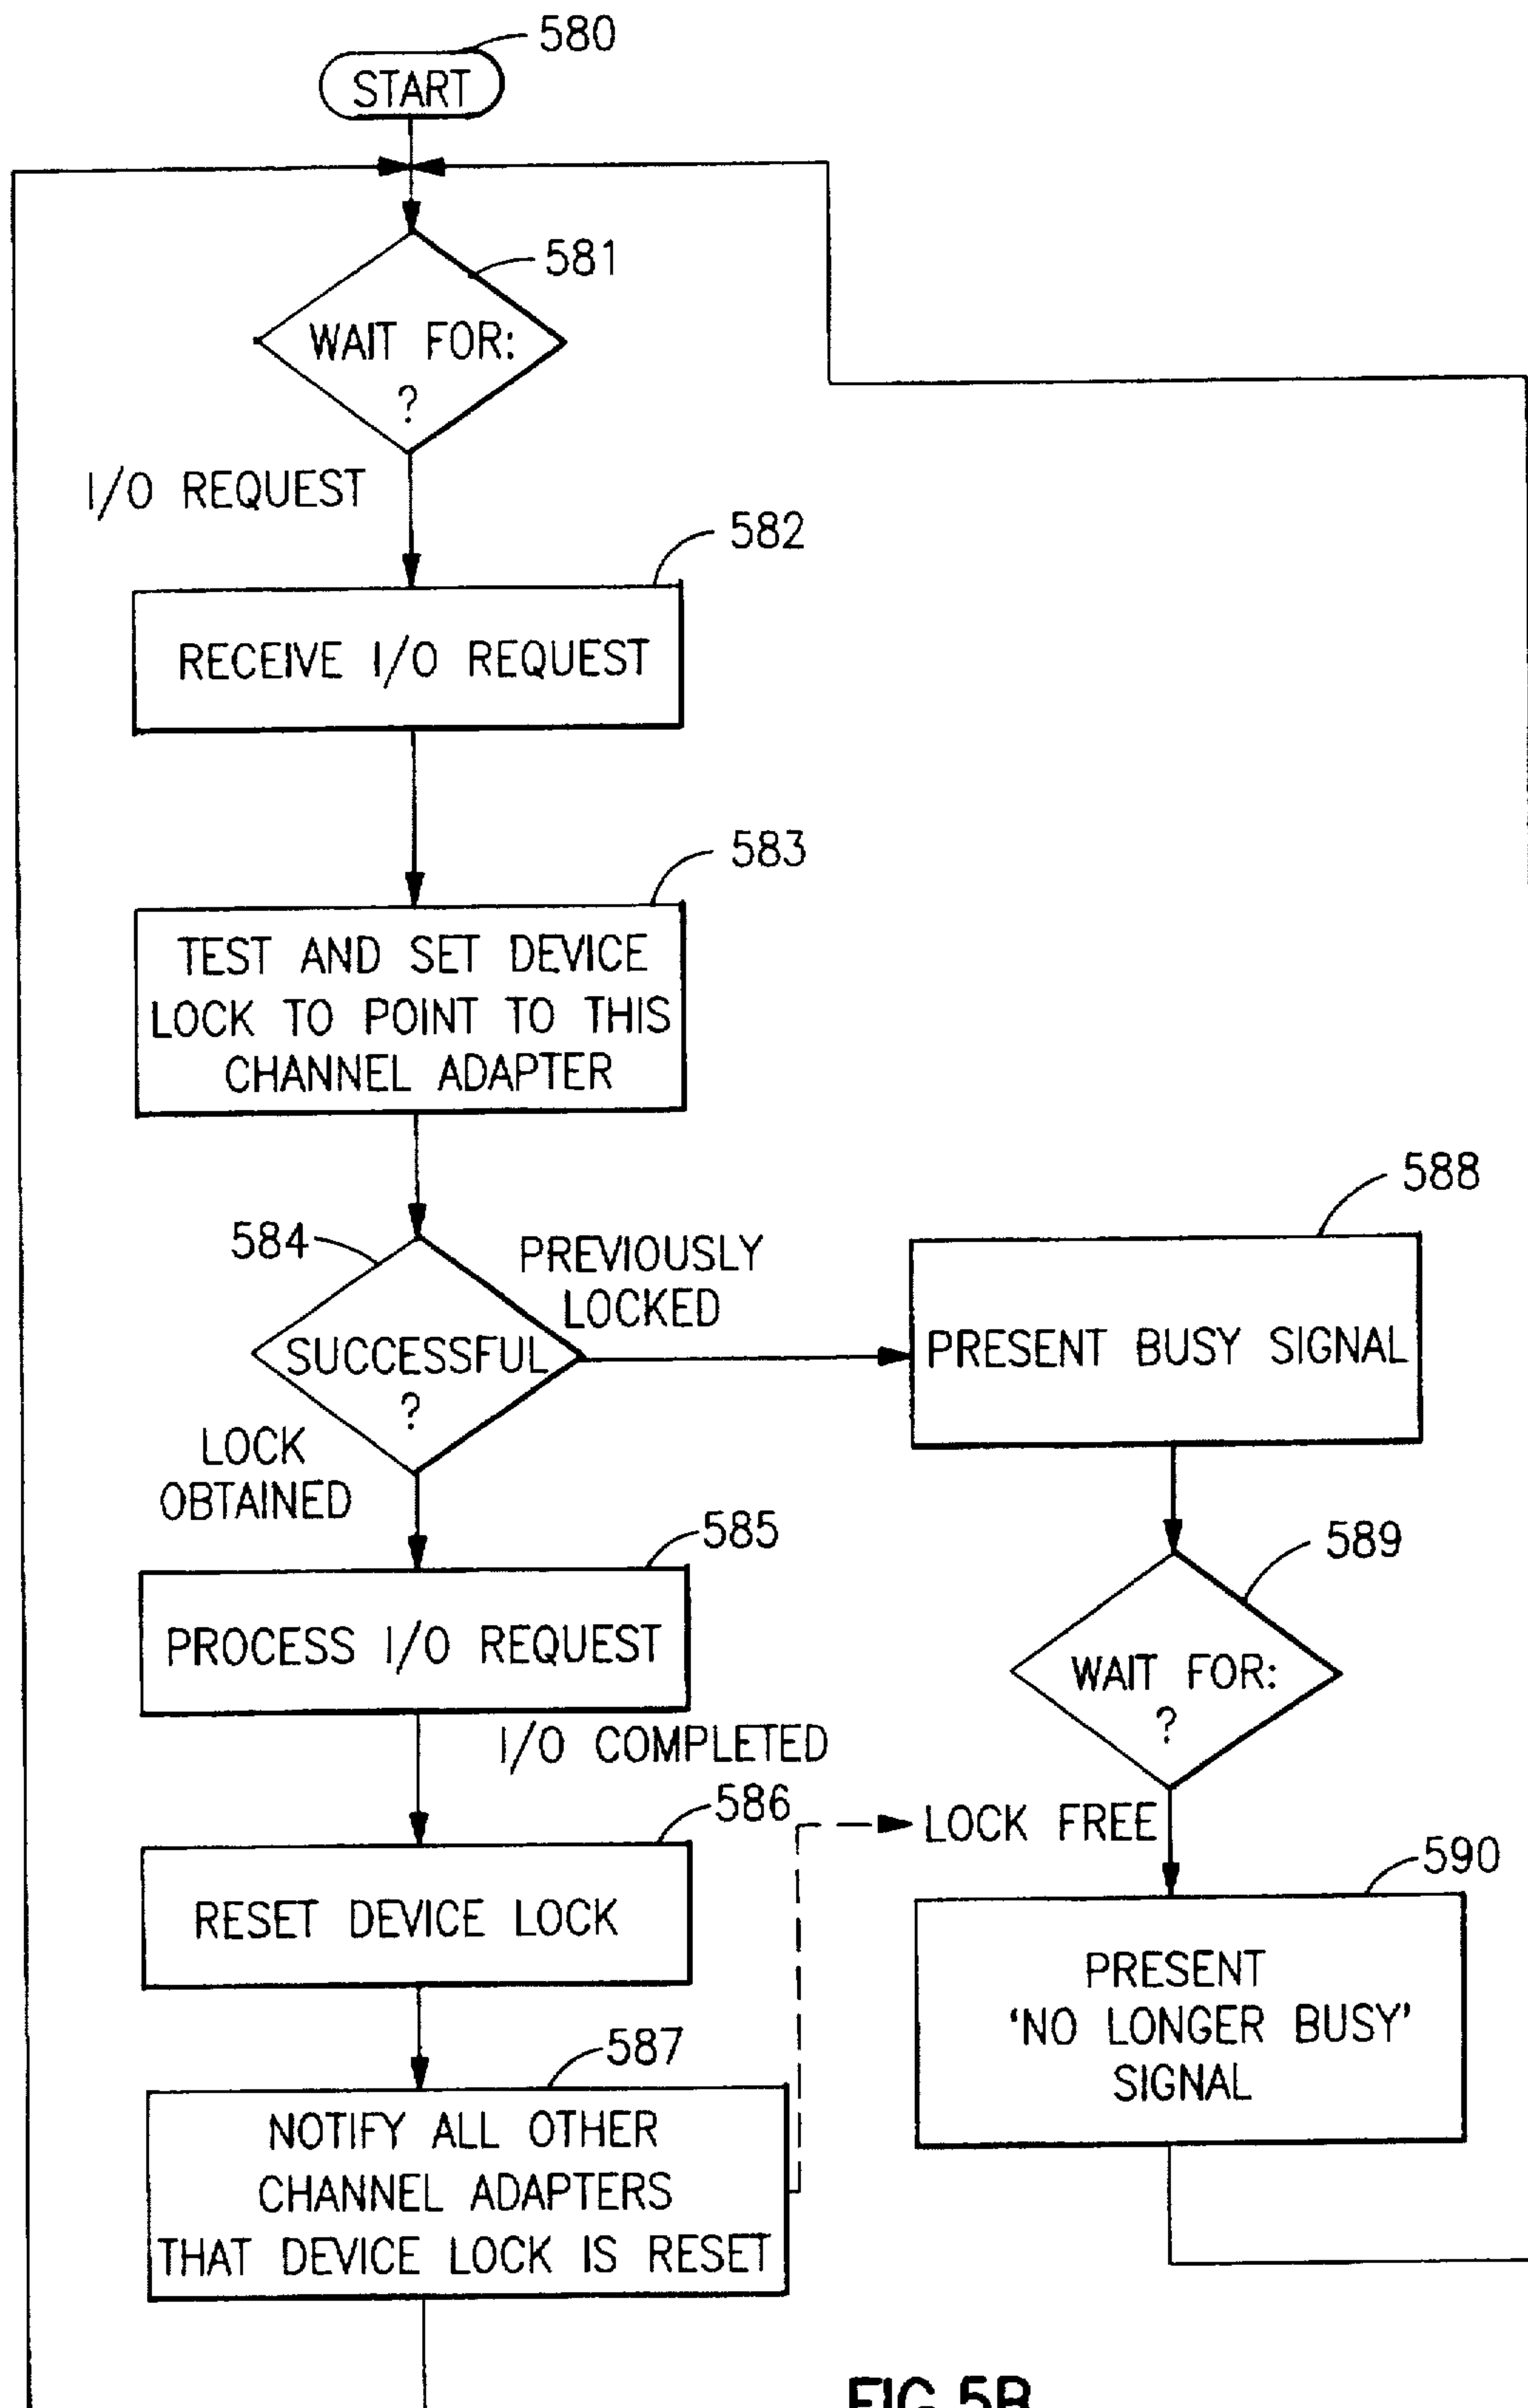 580
START
581
WAIT FOR:
?
I/O REQUEST
582
RECEIVE I/O REQUEST
583
TEST AND SET DEVICE
LOCK TO POINT TO THIS
CHANNEL ADAPTER
584
SUCCESSFUL
?
PREVIOUSLY
LOCKED
588
PRESENT BUSY SIGNAL
LOCK
OBTAINED
585
PROCESS I/O REQUEST
589
WAIT FOR:
?
I/O COMPLETED
586
RESET DEVICE LOCK
LOCK FREE
590
PRESENT
'NO LONGER BUSY'
SIGNAL
587
NOTIFY ALL OTHER
CHANNEL ADAPTERS
THAT DEVICE LOCK IS RESET
FIG.5B